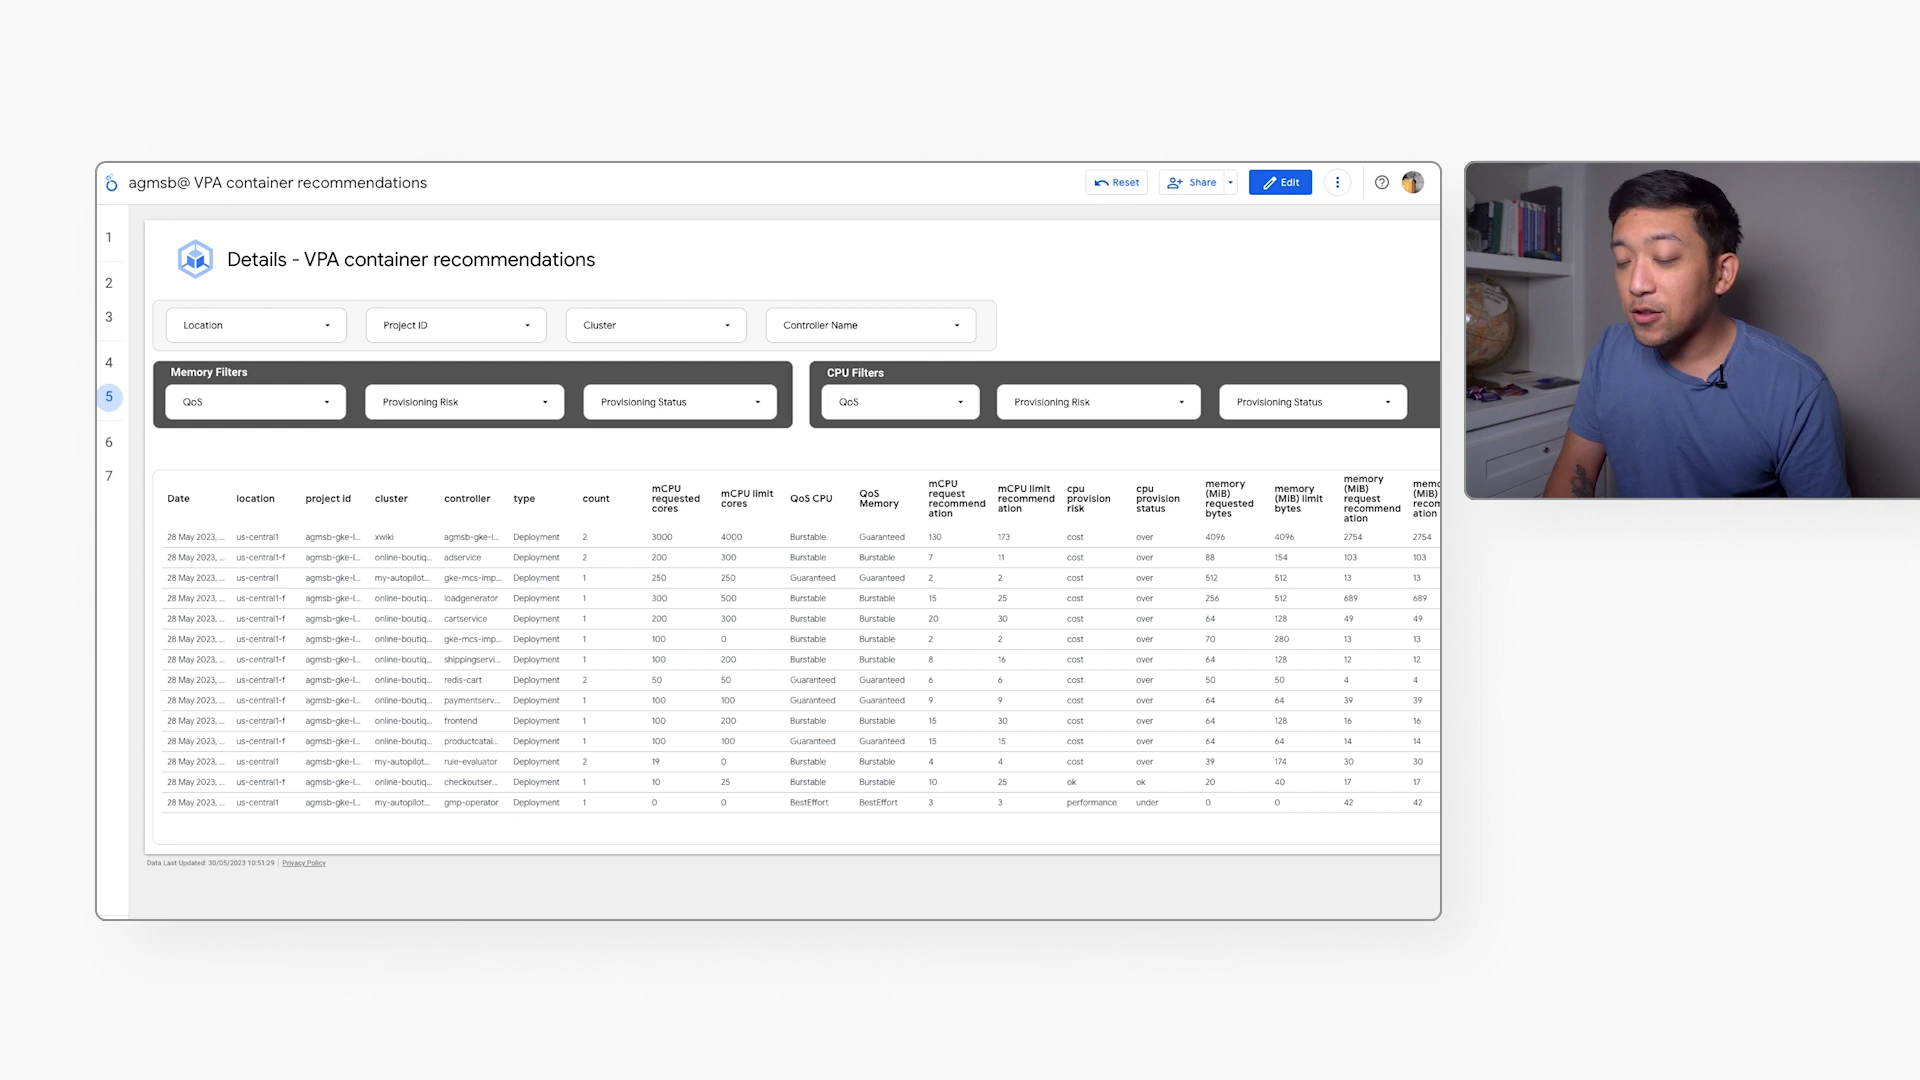 agmsb@ VPA container recommendations
Reset
Share
Edit
1
2
3
4
5
6
7
Details - VPA container recommendations
Location Project ID Cluster Controller Name
Memory Filters
QoS Provisioning Risk Provisioning Status
CPU Filters
QoS Provisioning Risk Provisioning Status
Date location project id cluster controller type count mCPU requested cores mCPU limit cores QoS CPU QoS Memory mCPU request recommend ation mCPU limit recommend ation cpu provision risk cpu provision status memory (MiB) requested bytes memory (MiB) limit bytes memory (MiB) request recommend ation memo (MiB) recom ation
28 May 2023, ... us-central1 agmsb-gke-l... xwiki agmsb-gke-l... Deployment 2 3000 4000 Burstable Guaranteed 130 173 cost over 4096 4096 2754 2754
28 May 2023, ... us-central1-f agmsb-gke-l... online-boutiq... adservice Deployment 2 200 300 Burstable Burstable 7 11 cost over 88 154 103 103
28 May 2023, ... us-central1 agmsb-gke-l... my-autopilot... gke-mcs-imp... Deployment 1 250 250 Guaranteed Guaranteed 2 2 cost over 512 512 13 13
28 May 2023, ... us-central1-f agmsb-gke-l... online-boutiq... loadgenerator Deployment 1 300 500 Burstable Burstable 15 25 cost over 256 512 689 689
28 May 2023, ... us-central1-f agmsb-gke-l... online-boutiq... cartservice Deployment 1 200 300 Burstable Burstable 20 30 cost over 64 128 49 49
28 May 2023, ... us-central1-f agmsb-gke-l... online-boutiq... gke-mcs-imp... Deployment 1 100 0 Burstable Burstable 2 2 cost over 70 280 13 13
28 May 2023, ... us-central1-f agmsb-gke-l... online-boutiq... shippingservi... Deployment 1 100 200 Burstable Burstable 8 16 cost over 64 128 12 12
28 May 2023, ... us-central1-f agmsb-gke-l... online-boutiq... redis-cart Deployment 2 50 50 Guaranteed Guaranteed 6 6 cost over 50 50 4 4
28 May 2023, ... us-central1-f agmsb-gke-l... online-boutiq... paymentserv... Deployment 1 100 100 Guaranteed Guaranteed 9 9 cost over 64 64 39 39
28 May 2023, ... us-central1-f agmsb-gke-l... online-boutiq... frontend Deployment 1 100 200 Burstable Burstable 15 30 cost over 64 128 16 16
28 May 2023, ... us-central1-f agmsb-gke-l... online-boutiq... productcatal... Deployment 1 100 100 Guaranteed Guaranteed 15 15 cost over 64 64 14 14
28 May 2023, ... us-central1 agmsb-gke-l... my-autopilot... rule-evaluator Deployment 2 19 0 Burstable Burstable 4 4 cost over 39 174 30 30
28 May 2023, ... us-central1-f agmsb-gke-l... online-boutiq... checkoutser... Deployment 1 10 25 Burstable Burstable 10 25 ok ok 20 40 17 17
28 May 2023, ... us-central1 agmsb-gke-l... my-autopilot... gmp-operator Deployment 1 0 0 BestEffort BestEffort 3 3 performance under 0 0 42 42
Data Last Updated: 30/05/2023 10:51:29 | Privacy Policy